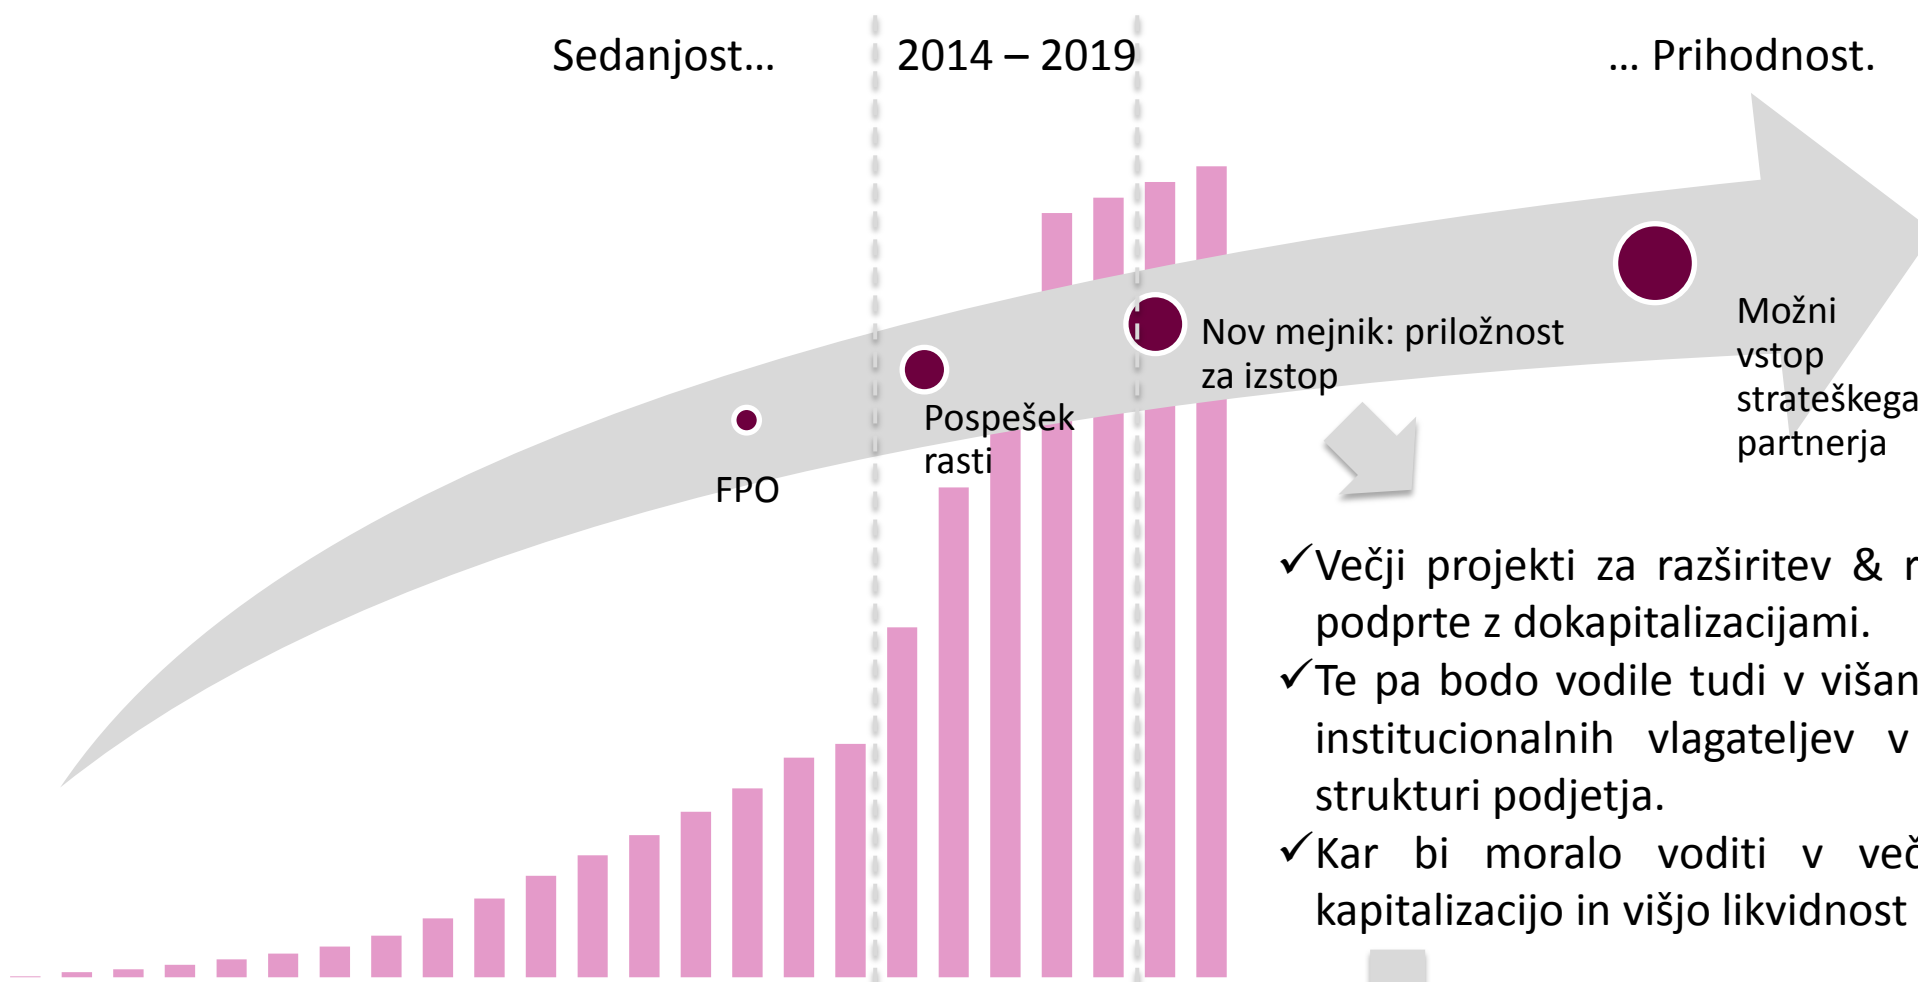 Sedanjost...
2014 – 2019
... Prihodnost.
FPO
Pospešek
rasti
Nov mejnik: priložnost
za izstop
Možni
vstop
strateškega
partnerja
✓Večji projekti za razširitev &
podprte z dokapitalizacijami.
✓Te pa bodo vodile tudi v
institucionalnih vlagateljev v
strukturi podjetja.
✓Kar bi moralo voditi v
kapitalizacijo in višjo likvidnost